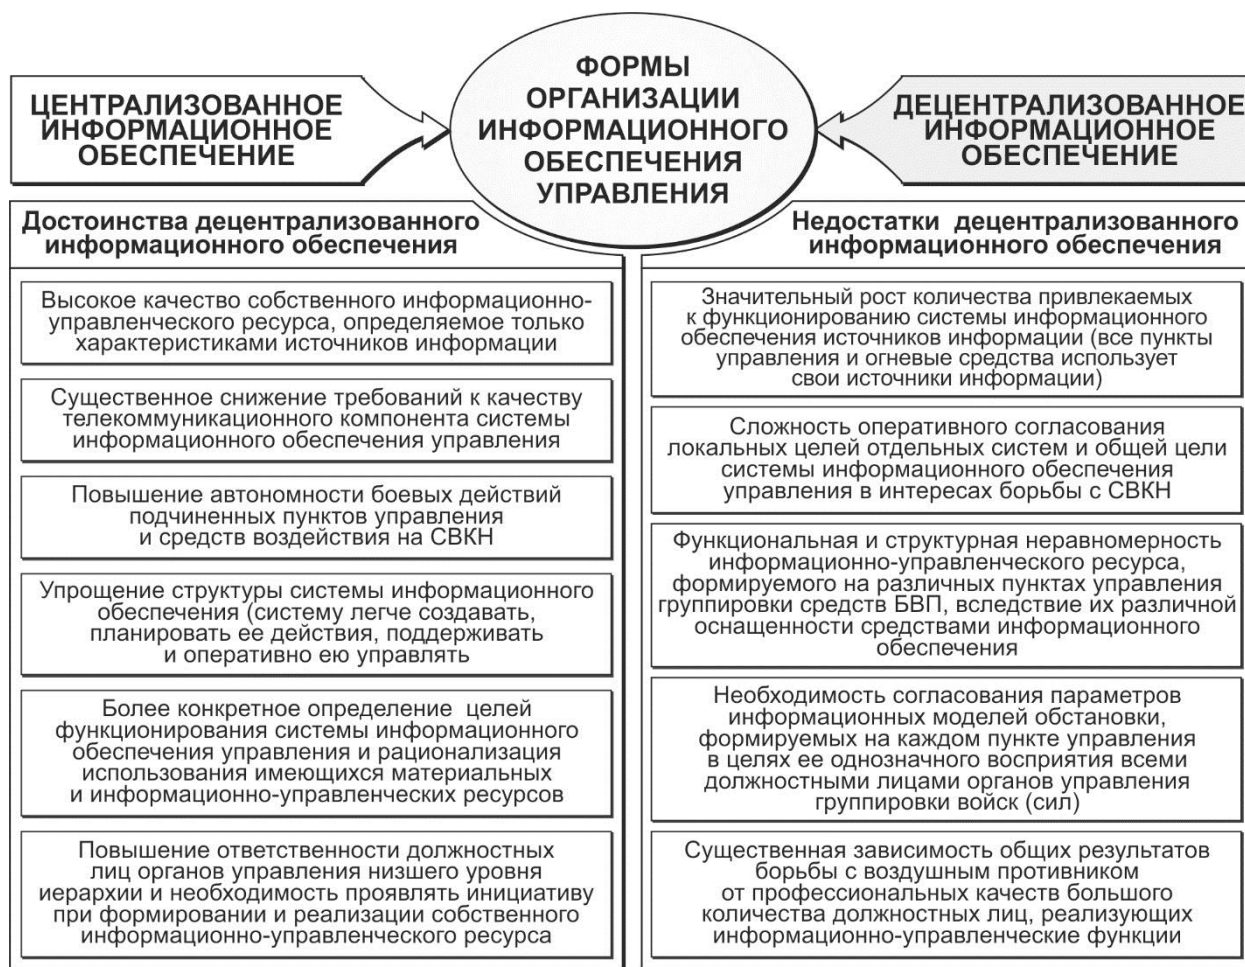 ФОРМЫ
ОРГАНИЗАЦИИ
ИНФОРМАЦИОННОГО
ОБЕСПЕЧЕНИЯ
УПРАВЛЕНИЯ
ЦЕНТРАЛИЗОВАННОЕ
ИНФОРМАЦИОННОЕ
ОБЕСПЕЧЕНИЕ
ДЕЦЕНТРАЛИЗОВАННОЕ
ИНФОРМАЦИОННОЕ
ОБЕСПЕЧЕНИЕ
Достоинства децентрализованного
информационного обеспечения
Высокое качество собственного информационно-
управленческого ресурса, определяемое только
характеристиками источников информации
Существенное снижение требований к качеству
телекоммуникационного компонента системы
информационного обеспечения управления
Повышение автономности боевых действий
подчиненных пунктов управления
и средств воздействия на СВКН
Упрощение структуры системы информационного
обеспечения (систему легче создавать,
планировать ее действия, поддерживать
и оперативно ею управлять
Более конкретное определение целей
функционирования системы информационного
обеспечения управления и рационализация
использования имеющихся материальных
и информационно-управленческих ресурсов
Повышение ответственности должностных
лиц органов управления низшего уровня
иерархии и необходимость проявлять инициативу
при формировании и реализации собственного
информационно-управленческого ресурса
Недостатки децентрализованного
информационного обеспечения
Значительный рост количества привлекаемых
к функционированию системы информационного
обеспечения источников информации (все пункты
управления и огневые средства использует
свои источники информации)
Сложность оперативного согласования
локальных целей отдельных систем и общей цели
системы информационного обеспечения
управления в интересах борьбы с СВКН
Функциональная и структурная неравномерность
информационно-управленческого ресурса,
формируемого на различных пунктах управления
группировки средств БВП, вследствие их различной
оснащенности средствами информационного
обеспечения
Необходимость согласования параметров
информационных моделей обстановки,
формируемых на каждом пункте управления
в целях ее однозначного восприятия всеми
должностными лицами органов управления
группировки войск (сил)
Существенная зависимость общих результатов
борьбы с воздушным противником
от профессиональных качеств большого
количества должностных лиц, реализующих
информационно-управленческие функции